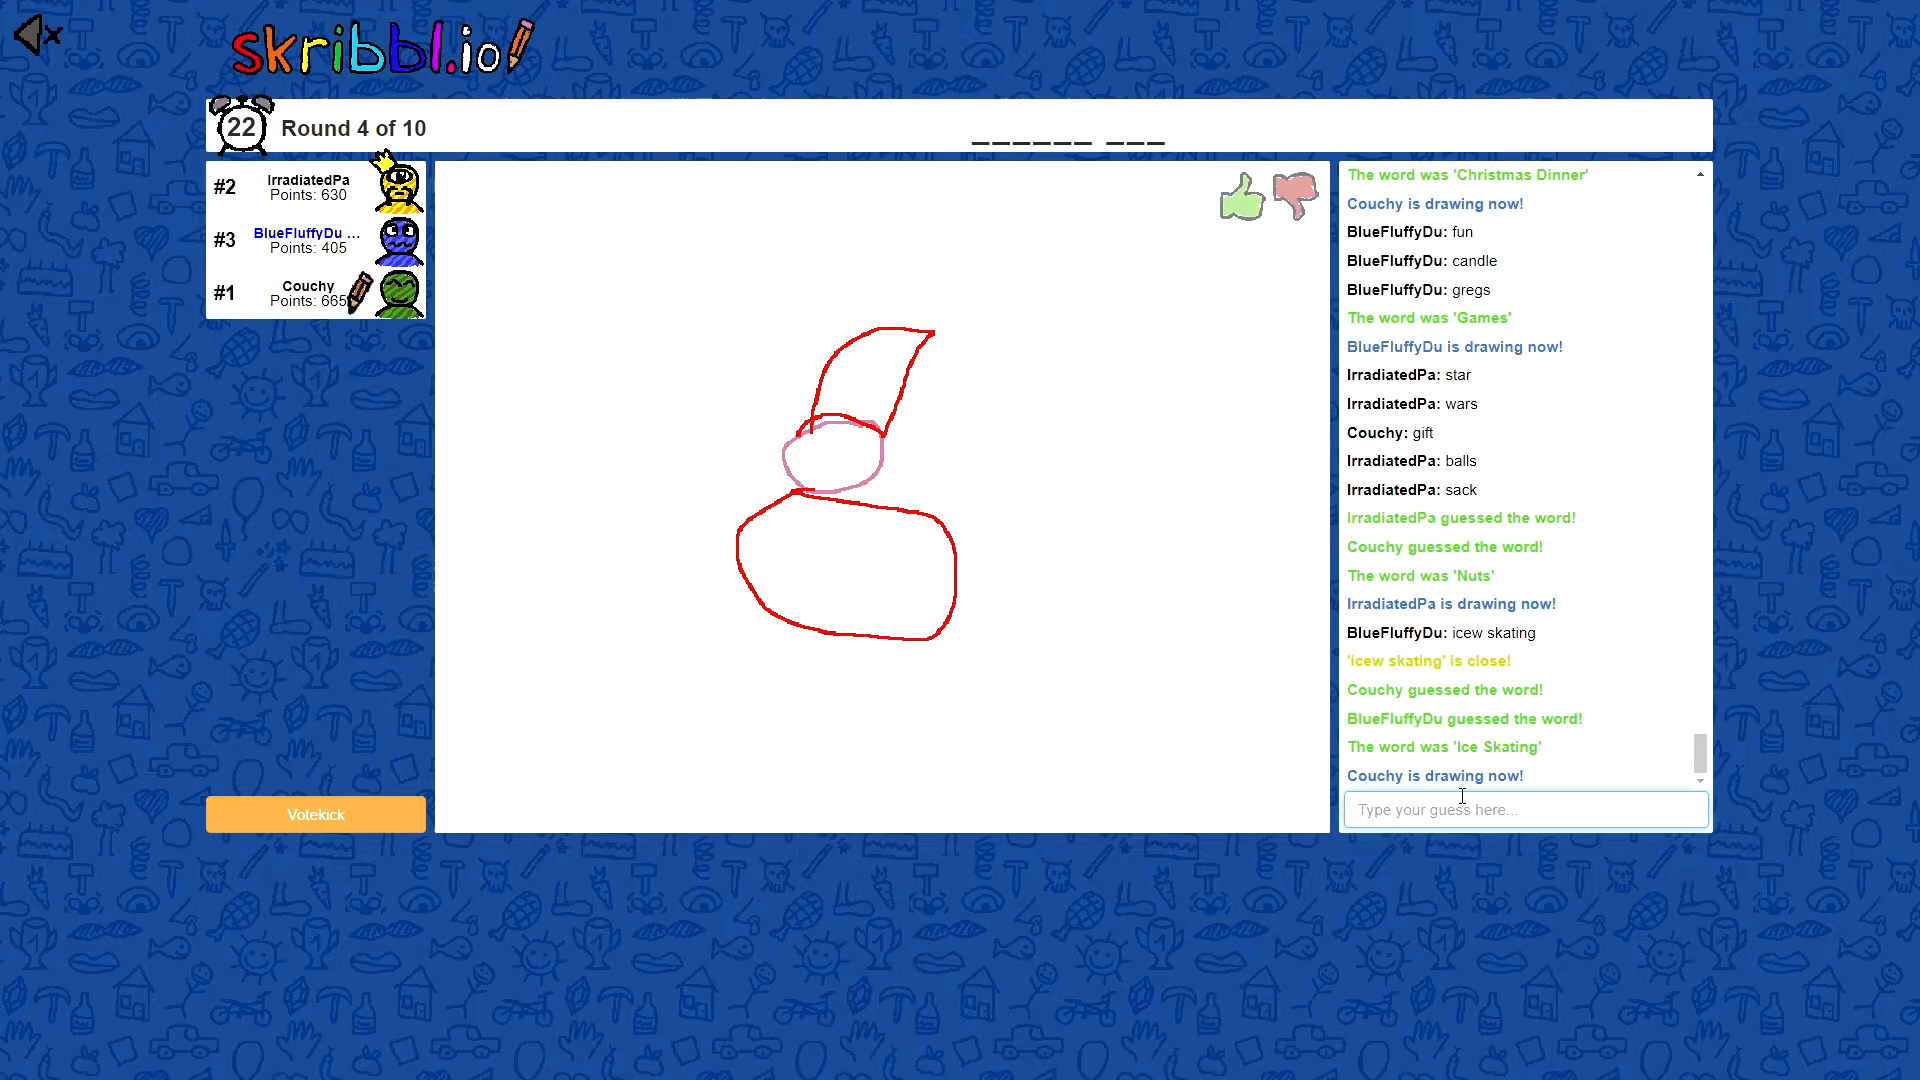 skribbl.io
22
Round 4 of 10
______ ___
#2
IrradiatedPa
Points: 630
#3
BlueFluffyDu ...
Points: 405
#1
Couchy
Points: 665
Votekick
The word was 'Christmas Dinner'
Couchy is drawing now!
BlueFluffyDu: fun
BlueFluffyDu: candle
BlueFluffyDu: gregs
The word was 'Games'
BlueFluffyDu is drawing now!
IrradiatedPa: star
IrradiatedPa: wars
Couchy: gift
IrradiatedPa: balls
IrradiatedPa: sack
IrradiatedPa guessed the word!
Couchy guessed the word!
The word was 'Nuts'
IrradiatedPa is drawing now!
BlueFluffyDu: icew skating
'icew skating' is close!
Couchy guessed the word!
BlueFluffyDu guessed the word!
The word was 'Ice Skating'
Couchy is drawing now!
Type your guess here...